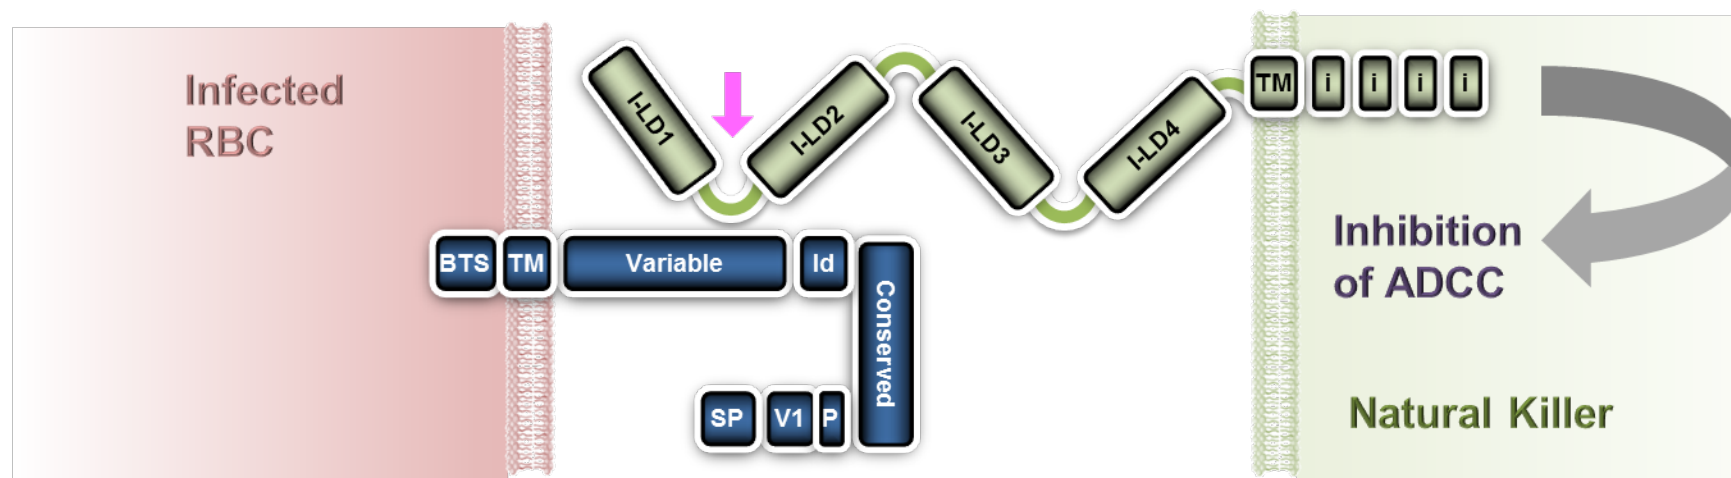 Infected
RBC
I-LD1
I-LD2
I-LD3
I-LD4
TM
i
i
i
i
BTS
TM
Variable
Id
Conserved
SP
V1
P
Inhibition
of ADCC
Natural Killer